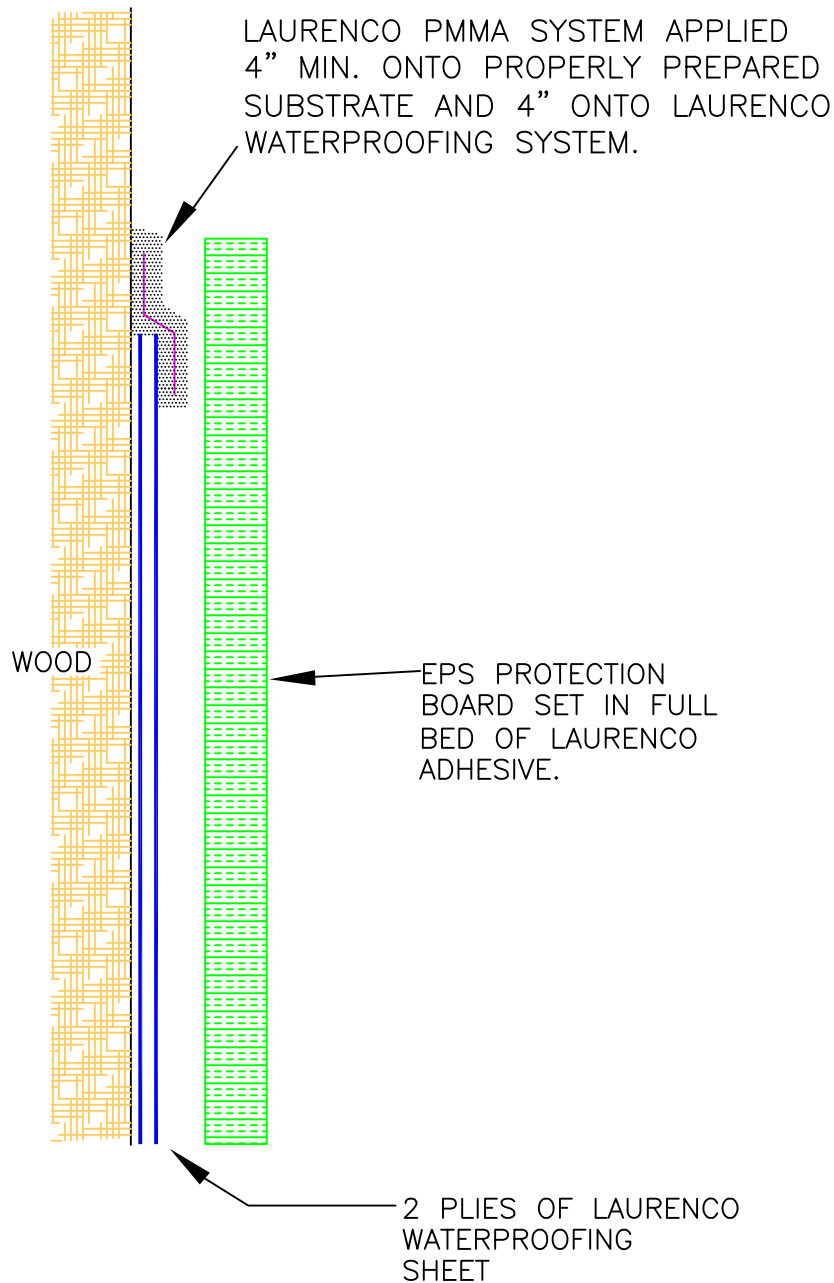 LAURENCO PMMA SYSTEM APPLIED
4” MIN. ONTO PROPERLY PREPARED
SUBSTRATE AND 4” ONTO LAURENCO
WATERPROOFING SYSTEM.
WOOD
EPS PROTECTION
BOARD SET IN FULL
BED OF LAURENCO
ADHESIVE.
2 PLIES OF LAURENCO
WATERPROOFING
SHEET